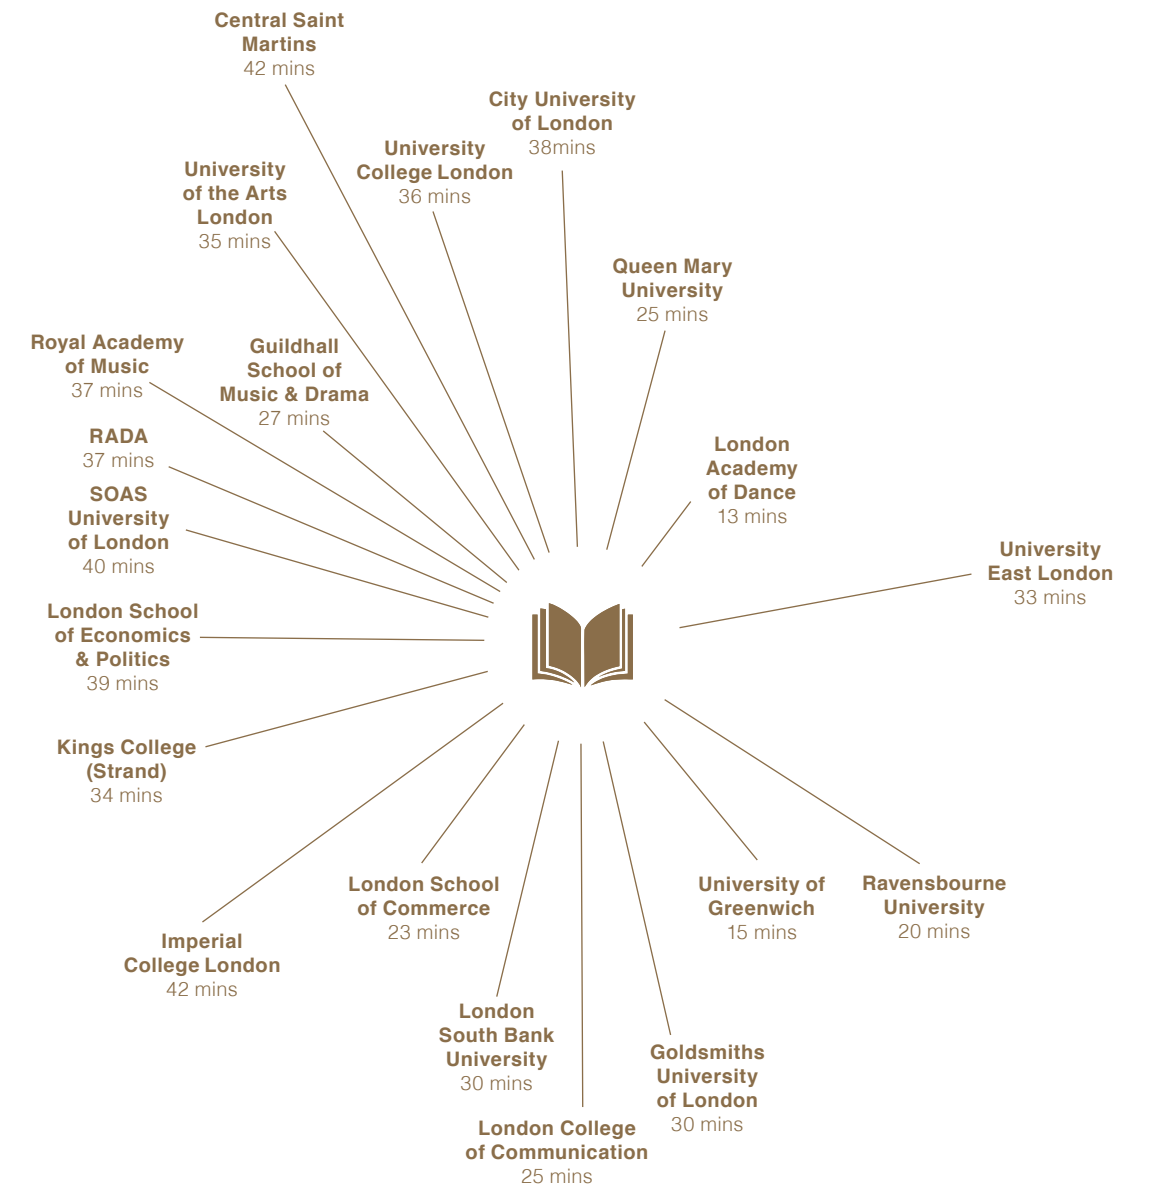 Central Saint
Martins
42 mins
City University
of London
38mins
University
College London
36 mins
University
of the Arts
London
35 mins
Queen Mary
University
25 mins
Royal Academy
of Music
37 mins
Guildhall
School of
Music & Drama
27 mins
RADA
37 mins
London
Academy
of Dance
13 mins
SOAS
University
of London
40 mins
University
East London
33 mins
London School
of Economics
& Politics
39 mins
Kings College
(Strand)
34 mins
London School
of Commerce
23 mins
University of
Greenwich
15 mins
Ravensbourne
University
20 mins
Imperial
College London
42 mins
London
South Bank
University
30 mins
Goldsmiths
University
of London
30 mins
London College
of Communication
25 mins